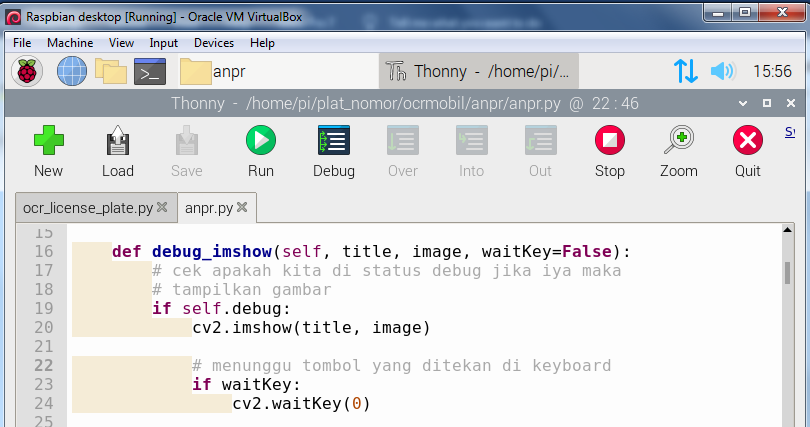 Raspbian desktop [Running] - Oracle VM VirtualBox
File Machine View Input Devices Help
anpr Thonny - /home/pi/... 15:56
Thonny - /home/pi/plat_nomor/ocrmobil/anpr/anpr.py @ 22 : 46
New Load Save Run Debug Over Into Out Stop Zoom Quit
ocr_license_plate.py anpr.py
15
16 def debug_imshow(self, title, image, waitKey=False):
17 # cek apakah kita di status debug jika iya maka
18 # tampilkan gambar
19 if self.debug:
20 cv2.imshow(title, image)
21
22 # menunggu tombol yang ditekan di keyboard
23 if waitKey:
24 cv2.waitKey(0)
25